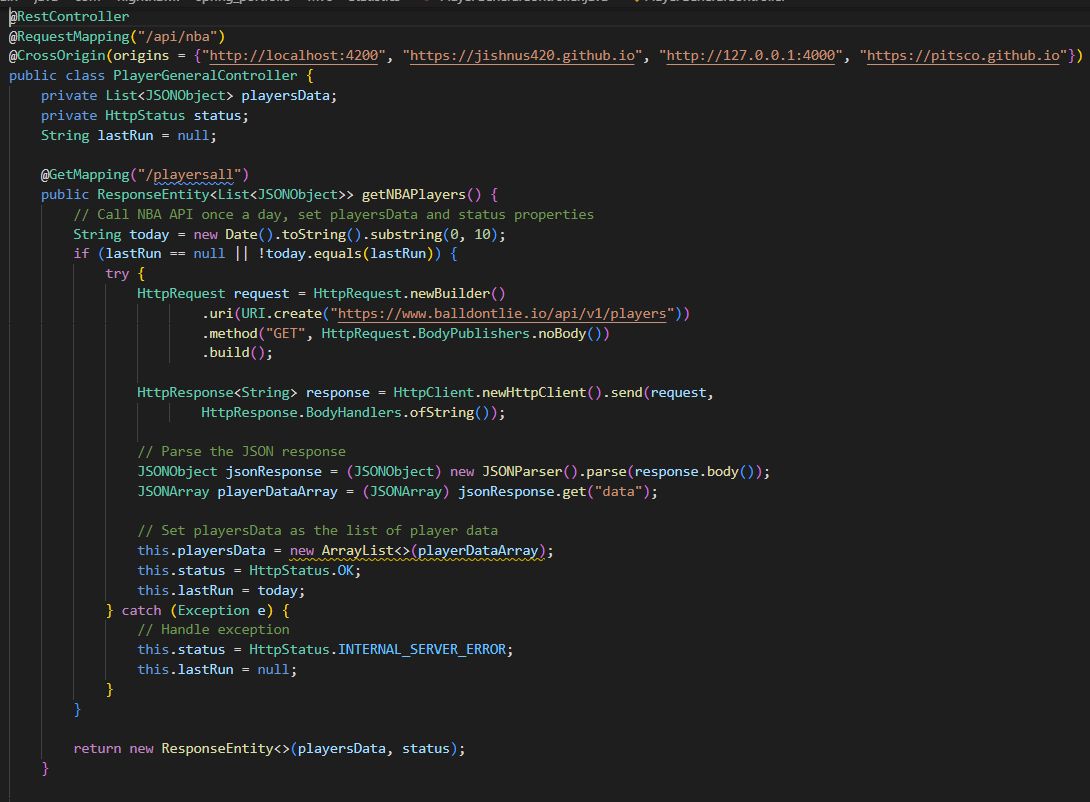 @RestController
@RequestMapping("/api/nba")
@CrossOrigin(origins = {"http://localhost:4200", "https://jishnus420.github.io", "http://127.0.0.1:4000", "https://pitsco.github.io"})
public class PlayerGeneralController {
    private List<JSONObject> playersData;
    private HttpStatus status;
    String lastRun = null;

    @GetMapping("/playersall")
    public ResponseEntity<List<JSONObject>> getNBAPlayers() {
        // Call NBA API once a day, set playersData and status properties
        String today = new Date().toString().substring(0, 10);
        if (lastRun == null || !today.equals(lastRun)) {
            try {
                HttpRequest request = HttpRequest.newBuilder()
                        .uri(URI.create("https://www.balldontlie.io/api/v1/players"))
                        .method("GET", HttpRequest.BodyPublishers.noBody())
                        .build();

                HttpResponse<String> response = HttpClient.newHttpClient().send(request,
                        HttpResponse.BodyHandlers.ofString());

                // Parse the JSON response
                JSONObject jsonResponse = (JSONObject) new JSONParser().parse(response.body());
                JSONArray playerDataArray = (JSONArray) jsonResponse.get("data");

                // Set playersData as the list of player data
                this.playersData = new ArrayList<>(playerDataArray);
                this.status = HttpStatus.OK;
                this.lastRun = today;
            } catch (Exception e) {
                // Handle exception
                this.status = HttpStatus.INTERNAL_SERVER_ERROR;
                this.lastRun = null;
            }
        }

        return new ResponseEntity<>(playersData, status);
    }